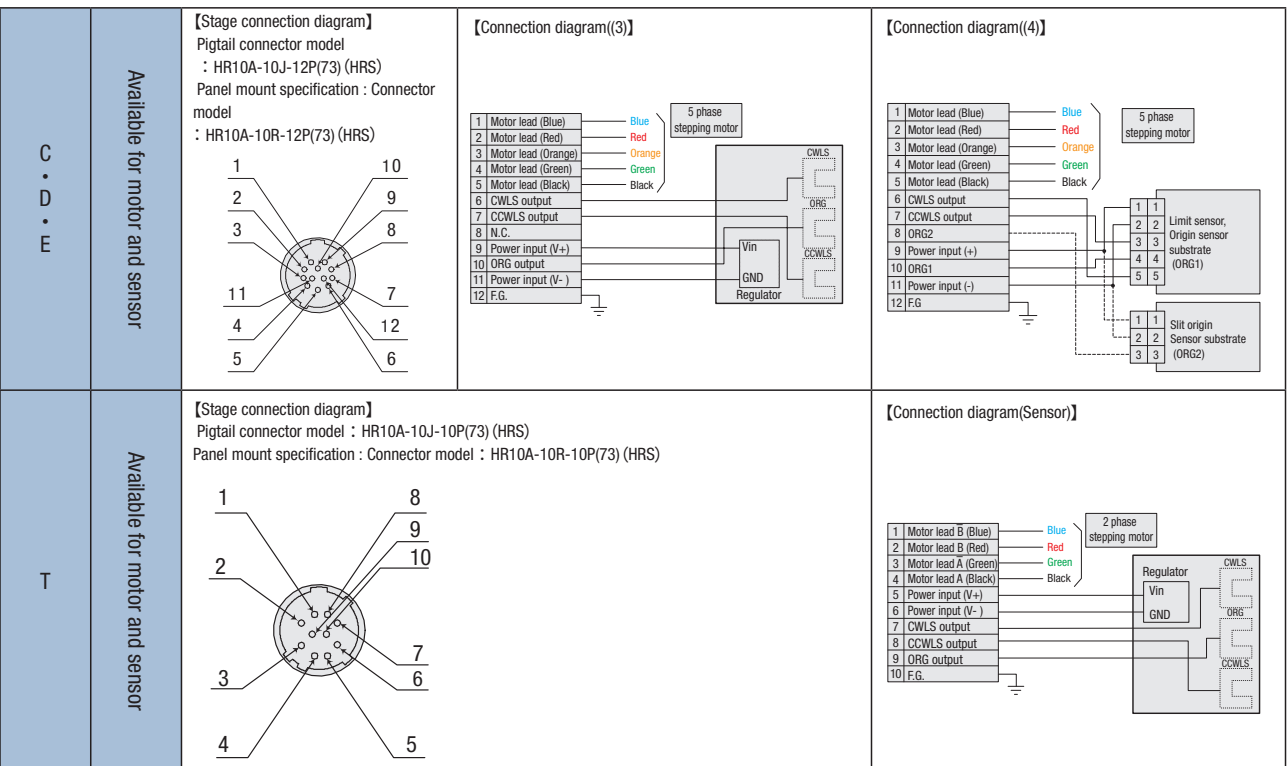 C・D・E
Available for motor and sensor
【Stage connection diagram】
Pigtail connector model
：HR10A-10J-12P(73) (HRS)
Panel mount specification : Connector
model
：HR10A-10R-12P(73) (HRS)
1 10
2 9
3 8
11 7
4 12
5 6
【Connection diagram((3)】
5 phase
stepping motor
1 Motor lead (Blue) Blue
2 Motor lead (Red) Red
3 Motor lead (Orange) Orange
4 Motor lead (Green) Green
5 Motor lead (Black) Black
6 CWLS output
7 CCWLS output
8 N.C.
9 Power input (V+)
10 ORG output
11 Power input (V- )
12 F.G.
CWLS
ORG
CCWLS
Vin
GND
Regulator
【Connection diagram((4)】
5 phase
stepping motor
1 Motor lead (Blue) Blue
2 Motor lead (Red) Red
3 Motor lead (Orange) Orange
4 Motor lead (Green) Green
5 Motor lead (Black) Black
6 CWLS output
7 CCWLS output
8 ORG2
9 Power input (+)
10 ORG1
11 Power input (-)
12 F.G
1 1
2 2
3 3
4 4
5 5
Limit sensor,
Origin sensor
substrate
(ORG1)
1 1
2 2
3 3
Slit origin
Sensor substrate
(ORG2)
T
Available for motor and sensor
【Stage connection diagram】
Pigtail connector model：HR10A-10J-10P(73) (HRS)
Panel mount specification : Connector model：HR10A-10R-10P(73) (HRS)
1 8
9
2 10
7
3 6
4 5
【Connection diagram(Sensor)】
2 phase
stepping motor
1 Motor lead B̅ (Blue) Blue
2 Motor lead B (Red) Red
3 Motor lead A̅ (Green) Green
4 Motor lead A (Black) Black
5 Power input (V+)
6 Power input (V- )
7 CWLS output
8 CCWLS output
9 ORG output
10 F.G.
Regulator
Vin
GND
CWLS
ORG
CCWLS